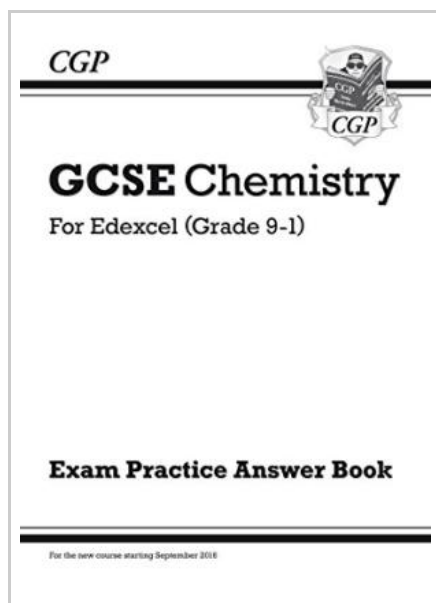 CGP
CGP
CGP
GCSE Chemistry
For Edexcel (Grade 9-1)
Exam Practice Answer Book
For the new course starting September 2016